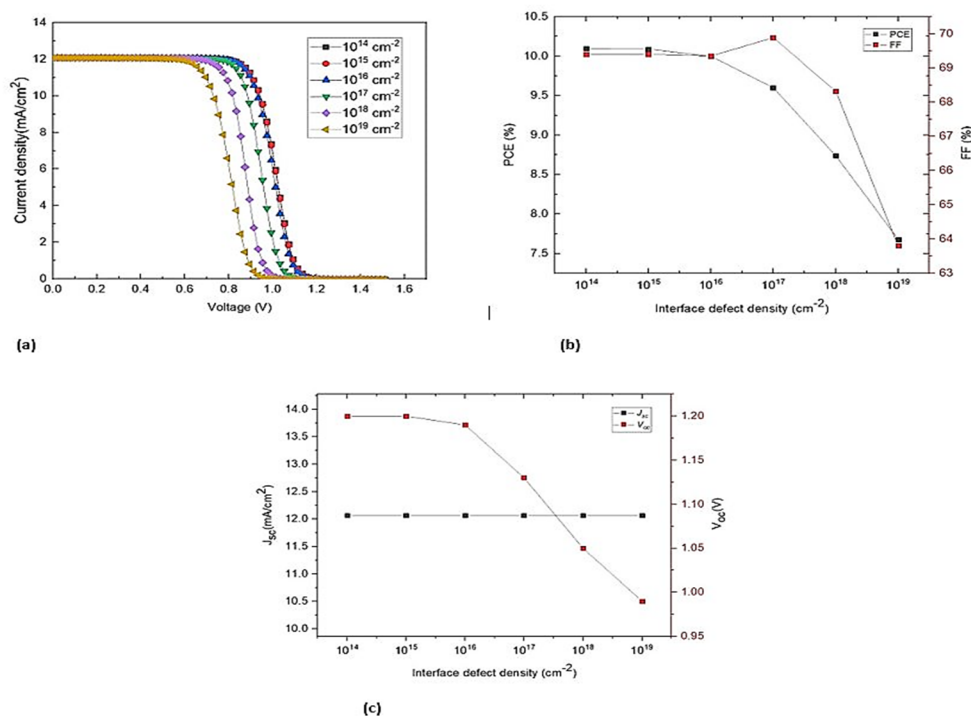 14
12
10
8
6
4
2
0
0.0 0.2 0.4 0.6 0.8 1.0 1.2 1.4 1.6
Current density(mA/cm²)
Voltage (V)
10¹⁴ cm⁻²
10¹⁵ cm⁻²
10¹⁶ cm⁻²
10¹⁷ cm⁻²
10¹⁸ cm⁻²
10¹⁹ cm⁻²
(a)
10.5
10.0
9.5
9.0
8.5
8.0
7.5
PCE (%)
PCE
FF
70
69
68
67
66
65
64
63
FF (%)
10¹⁴ 10¹⁵ 10¹⁶ 10¹⁷ 10¹⁸ 10¹⁹
Interface defect density (cm⁻²)
(b)
14.0
13.5
13.0
12.5
12.0
11.5
11.0
10.5
10.0
J_SC(mA/cm²)
J_SC
V_OC
1.20
1.15
1.10
1.05
1.00
0.95
V_OC(V)
10¹⁴ 10¹⁵ 10¹⁶ 10¹⁷ 10¹⁸ 10¹⁹
Interface defect density (cm⁻²)
(c)